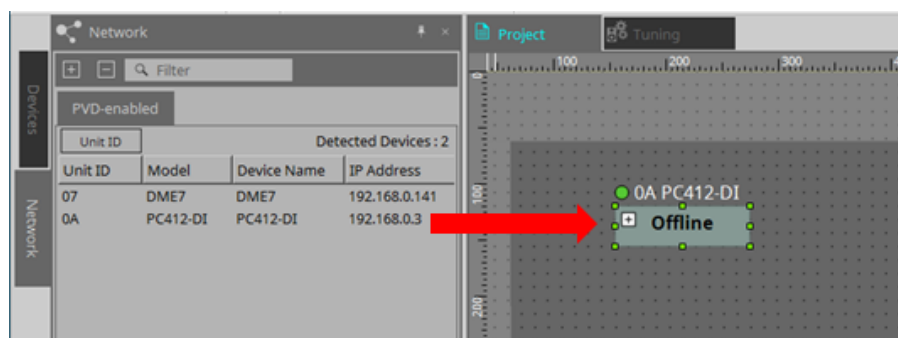 Network
Project
Tuning
Filter
100
200
300
0
Devices
PVD-enabled
Unit ID
Detected Devices : 2
Unit ID Model Device Name IP Address
07 DME7 DME7 192.168.0.141
0A PC412-DI PC412-DI 192.168.0.3
Network
100
0A PC412-DI
Offline
200